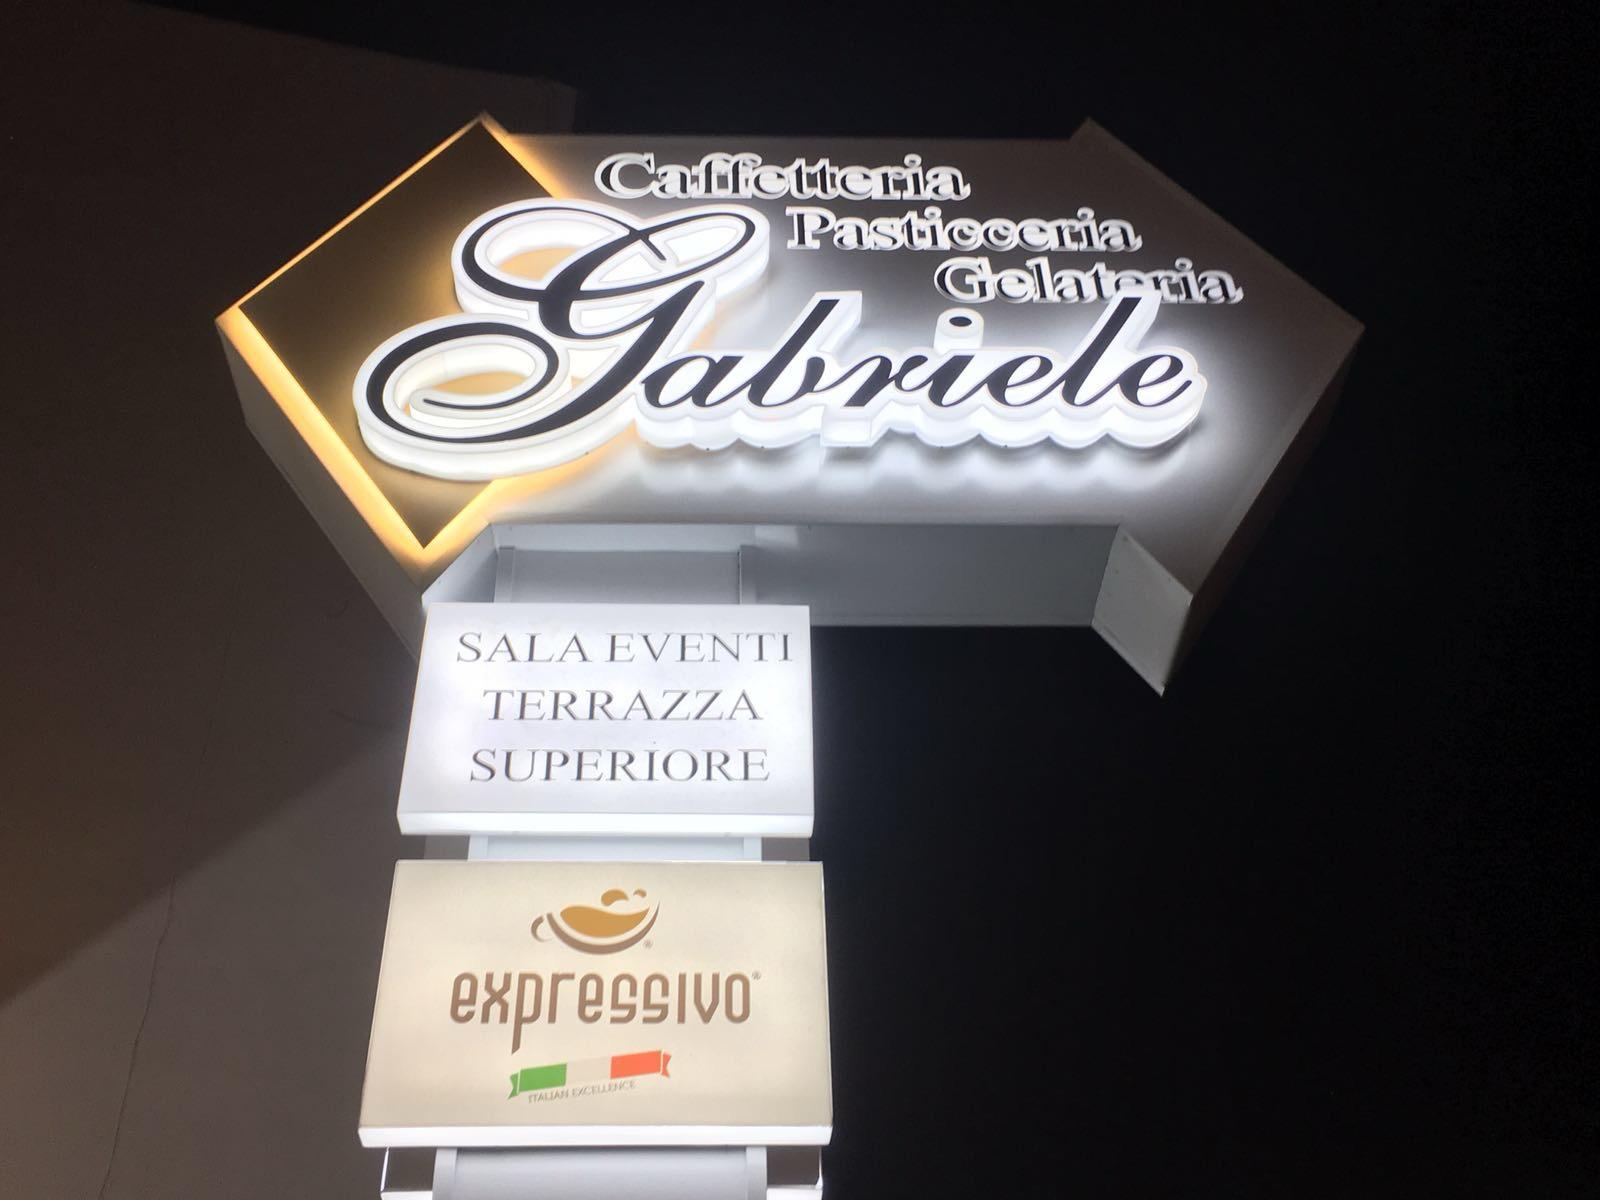 Caffetteria
Pasticceria
Gelateria
Gabriele
SALA EVENTI
TERRAZZA
SUPERIORE
®
expressivo®
ITALIAN EXCELLENCE